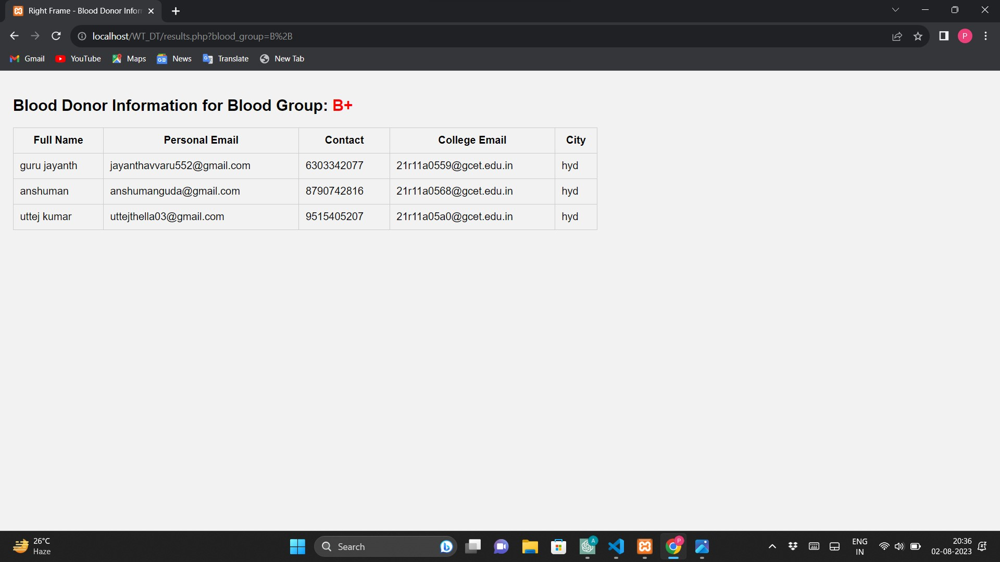 Right Frame - Blood Donor Infor
localhost/WT_DT/results.php?blood_group=B%2B
P
Gmail YouTube Maps News Translate New Tab
Blood Donor Information for Blood Group: B+
Full Name Personal Email Contact College Email City
guru jayanth jayanthavvaru552@gmail.com 6303342077 21r11a0559@gcet.edu.in hyd
anshuman anshumanguda@gmail.com 8790742816 21r11a0568@gcet.edu.in hyd
uttej kumar uttejthella03@gmail.com 9515405207 21r11a05a0@gcet.edu.in hyd
26°C
Haze
Search
A
P
ENG
IN
20:36
02-08-2023